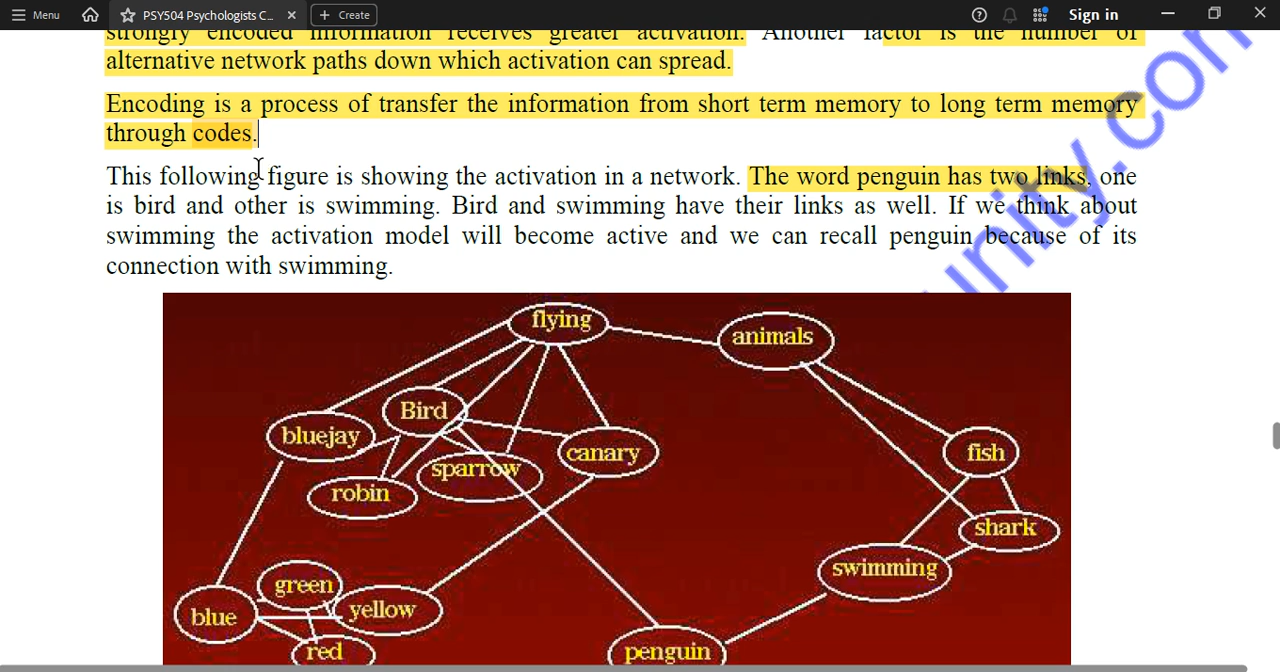 Menu
PSY504 Psychologists C...
Create
Sign in
strongly encoded information receives greater activation. Another factor is the number of
alternative network paths down which activation can spread.
Encoding is a process of transfer the information from short term memory to long term memory
through codes.
This following figure is showing the activation in a network. The word penguin has two links, one
is bird and other is swimming. Bird and swimming have their links as well. If we think about
swimming the activation model will become active and we can recall penguin because of its
connection with swimming.
unity.com
flying
animals
Bird
bluejay
canary
fish
sparrow
robin
shark
swimming
green
yellow
blue
red
penguin